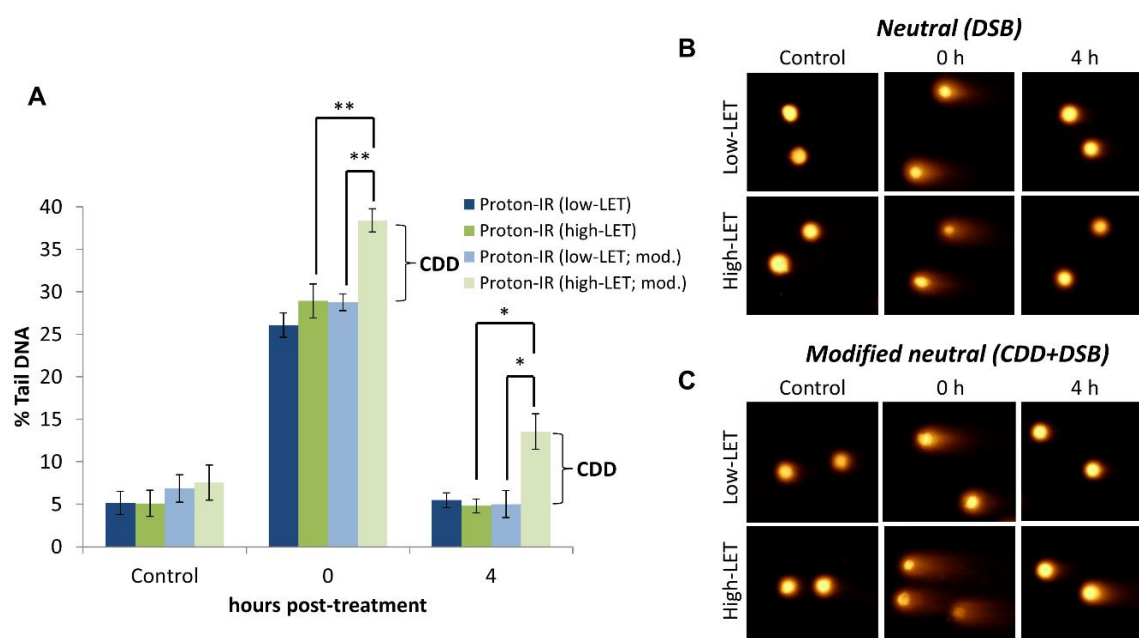 A
% Tail DNA
40
35
30
25
20
15
10
5
0
**
**
*
*
CDD
CDD
Proton-IR (low-LET)
Proton-IR (high-LET)
Proton-IR (low-LET; mod.)
Proton-IR (high-LET; mod.)
Control 0 4
hours post-treatment
B
Neutral (DSB)
Control 0 h 4 h
Low-LET
High-LET
C
Modified neutral (CDD+DSB)
Control 0 h 4 h
Low-LET
High-LET